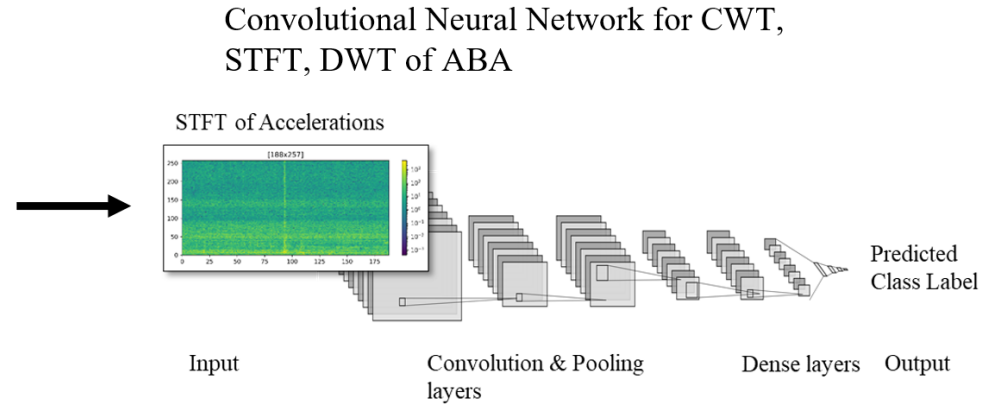 Convolutional Neural Network for CWT,
STFT, DWT of ABA
STFT of Accelerations
[188x257]
250
200
150
100
50
0
0 25 50 75 100 125 150 175
Predicted
Class Label
Input
Convolution & Pooling
layers
Dense layers
Output